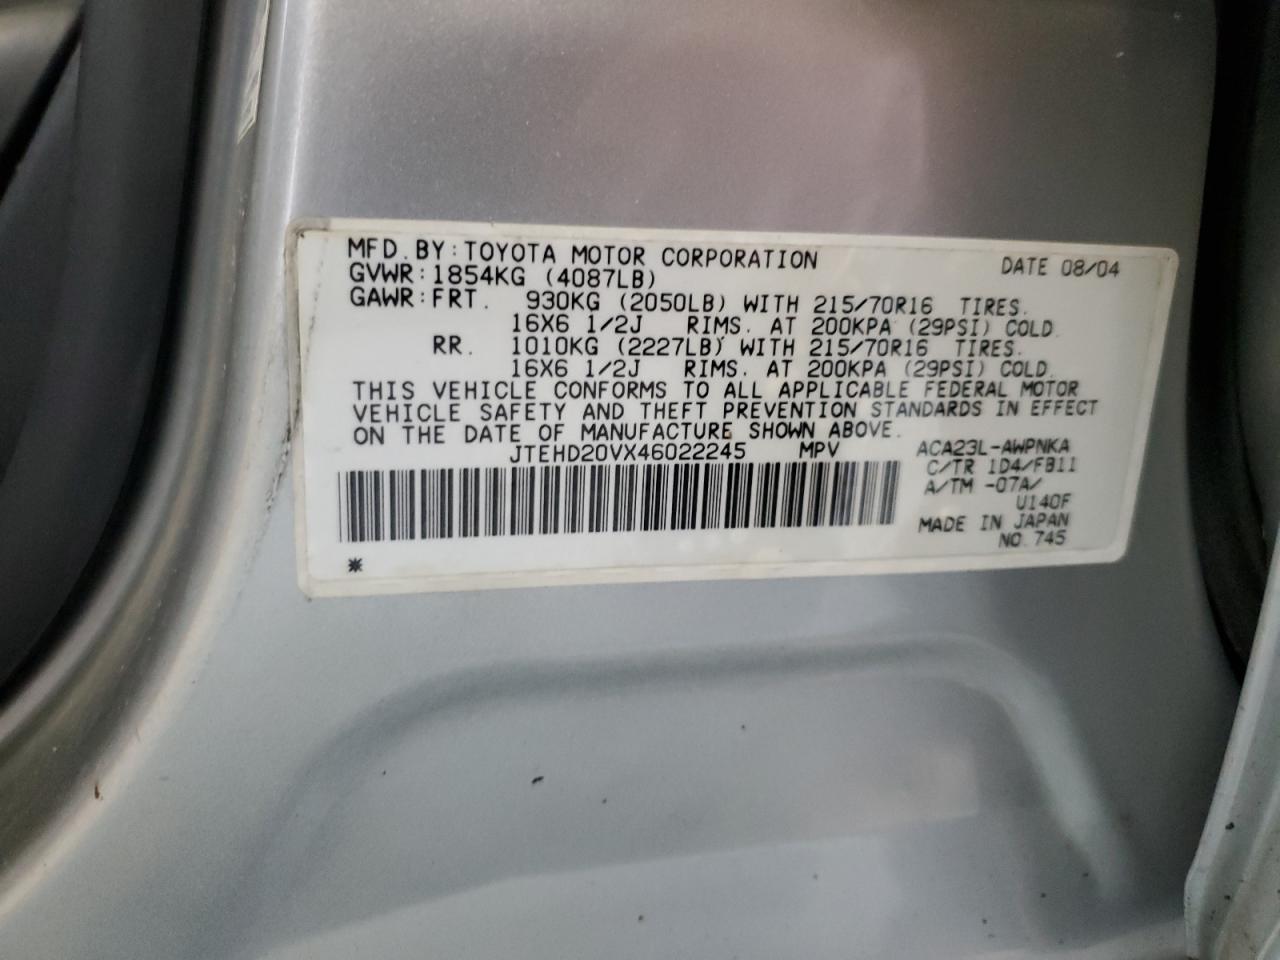 MFD. BY: TOYOTA MOTOR CORPORATION DATE 08/04
GVWR: 1854KG (4087LB)
GAWR: FRT. 930KG (2050LB) WITH 215/70R16 TIRES.
16X6 1/2J RIMS. AT 200KPA (29PSI) COLD.
RR. 1010KG (2227LB) WITH 215/70R16 TIRES.
16X6 1/2J RIMS. AT 200KPA (29PSI) COLD.
THIS VEHICLE CONFORMS TO ALL APPLICABLE FEDERAL MOTOR
VEHICLE SAFETY AND THEFT PREVENTION STANDARDS IN EFFECT
ON THE DATE OF MANUFACTURE SHOWN ABOVE.
JTEHD20VX46022245 MPV ACA23L-AWPNKA
C/TR 1D4/FB11
A/TM -07A/
U140F
MADE IN JAPAN
NO. 745
*